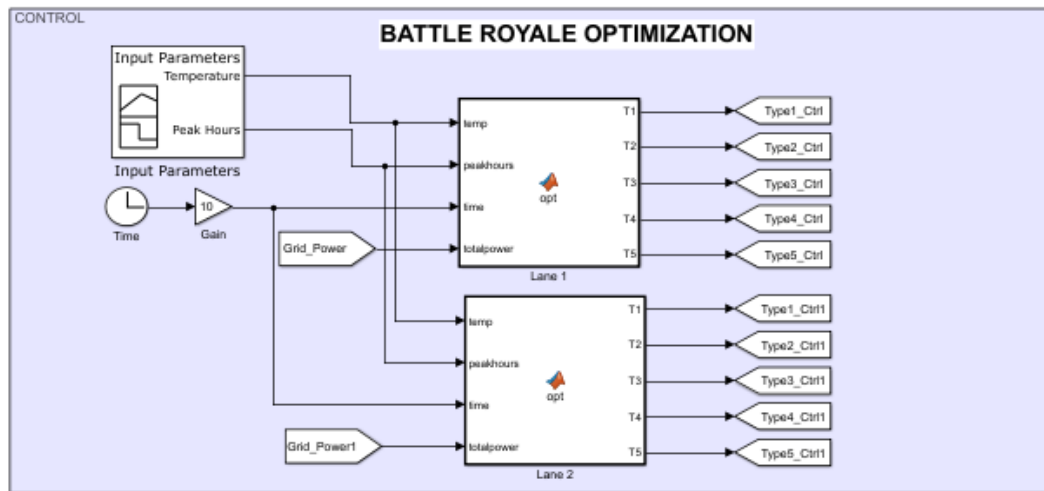 CONTROL
BATTLE ROYALE OPTIMIZATION
Input Parameters
Temperature
Peak Hours
Input Parameters
Time
10
Gain
Grid_Power
temp
peakhours
time
totalpower
opt
T1
T2
T3
T4
T5
Lane 1
Type1_Ctrl
Type2_Ctrl
Type3_Ctrl
Type4_Ctrl
Type5_Ctrl
Grid_Power1
temp
peakhours
time
totalpower
opt
T1
T2
T3
T4
T5
Lane 2
Type1_Ctrl1
Type2_Ctrl1
Type3_Ctrl1
Type4_Ctrl1
Type5_Ctrl1